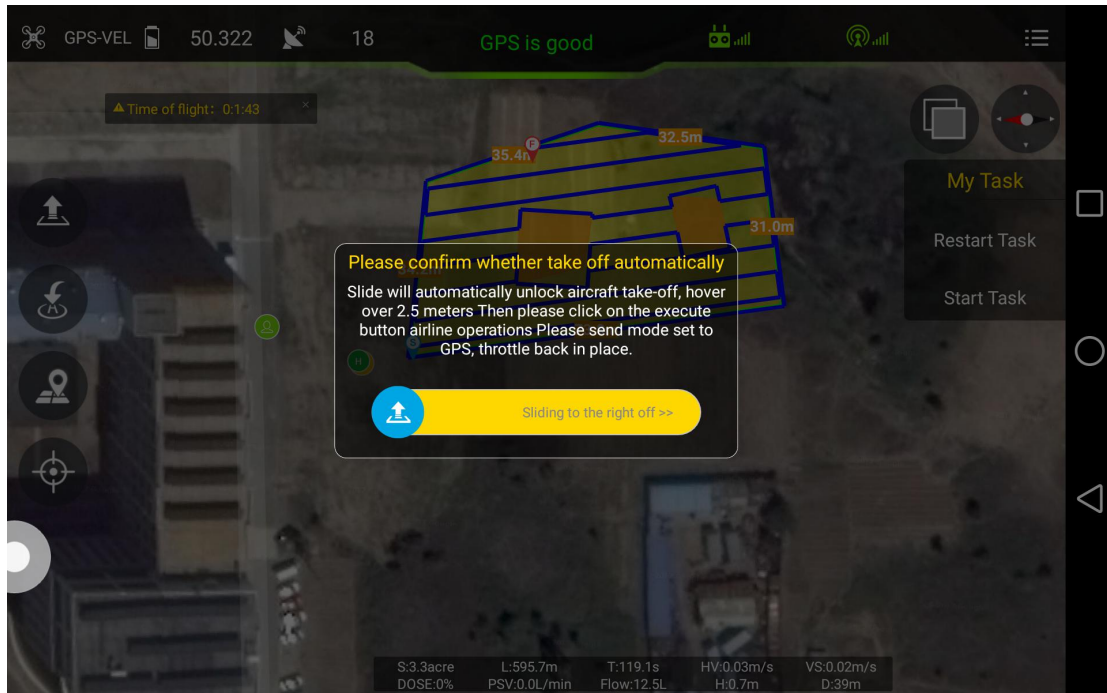 GPS-VEL 50.322 18 GPS is good
Time of flight: 0:1:43 ×
32.5m
F
35.4m
My Task
31.0m
Restart Task
Please confirm whether take off automatically
Slide will automatically unlock aircraft take-off, hover
over 2.5 meters Then please click on the execute
button airline operations Please send mode set to
GPS, throttle back in place.
Start Task
S
H
Sliding to the right off >>
S:3.3acre L:595.7m T:119.1s HV:0.03m/s VS:0.02m/s
DOSE:0% PSV:0.0L/min Flow:12.5L H:0.7m D:39m